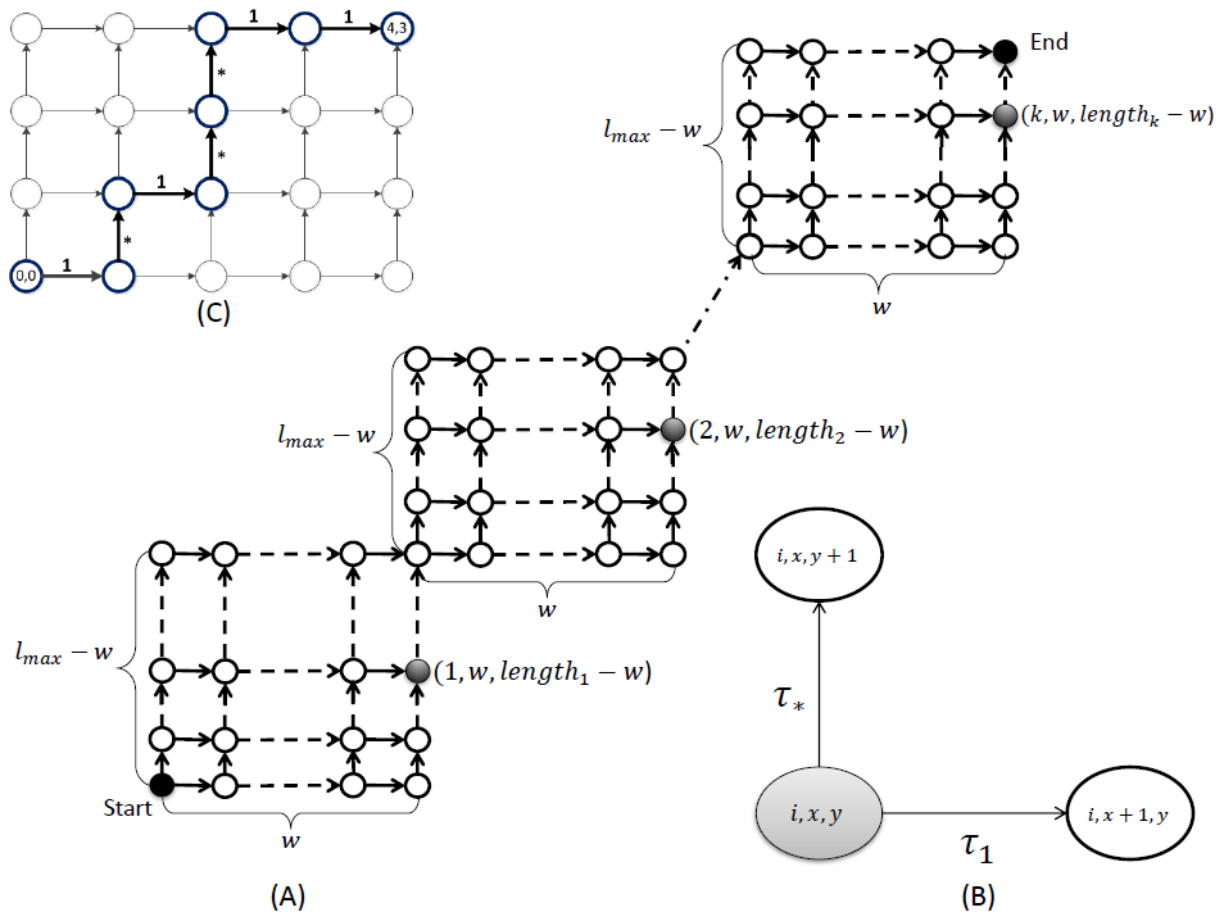 1 1 4,3
*
*
1
*
0,0 1
(C)
End
l_max − w
(k, w, length_k − w)
w
l_max − w
(2, w, length_2 − w)
w
l_max − w
(1, w, length_1 − w)
Start
w
(A)
i, x, y + 1
τ_*
i, x, y
i, x + 1, y
τ_1
(B)